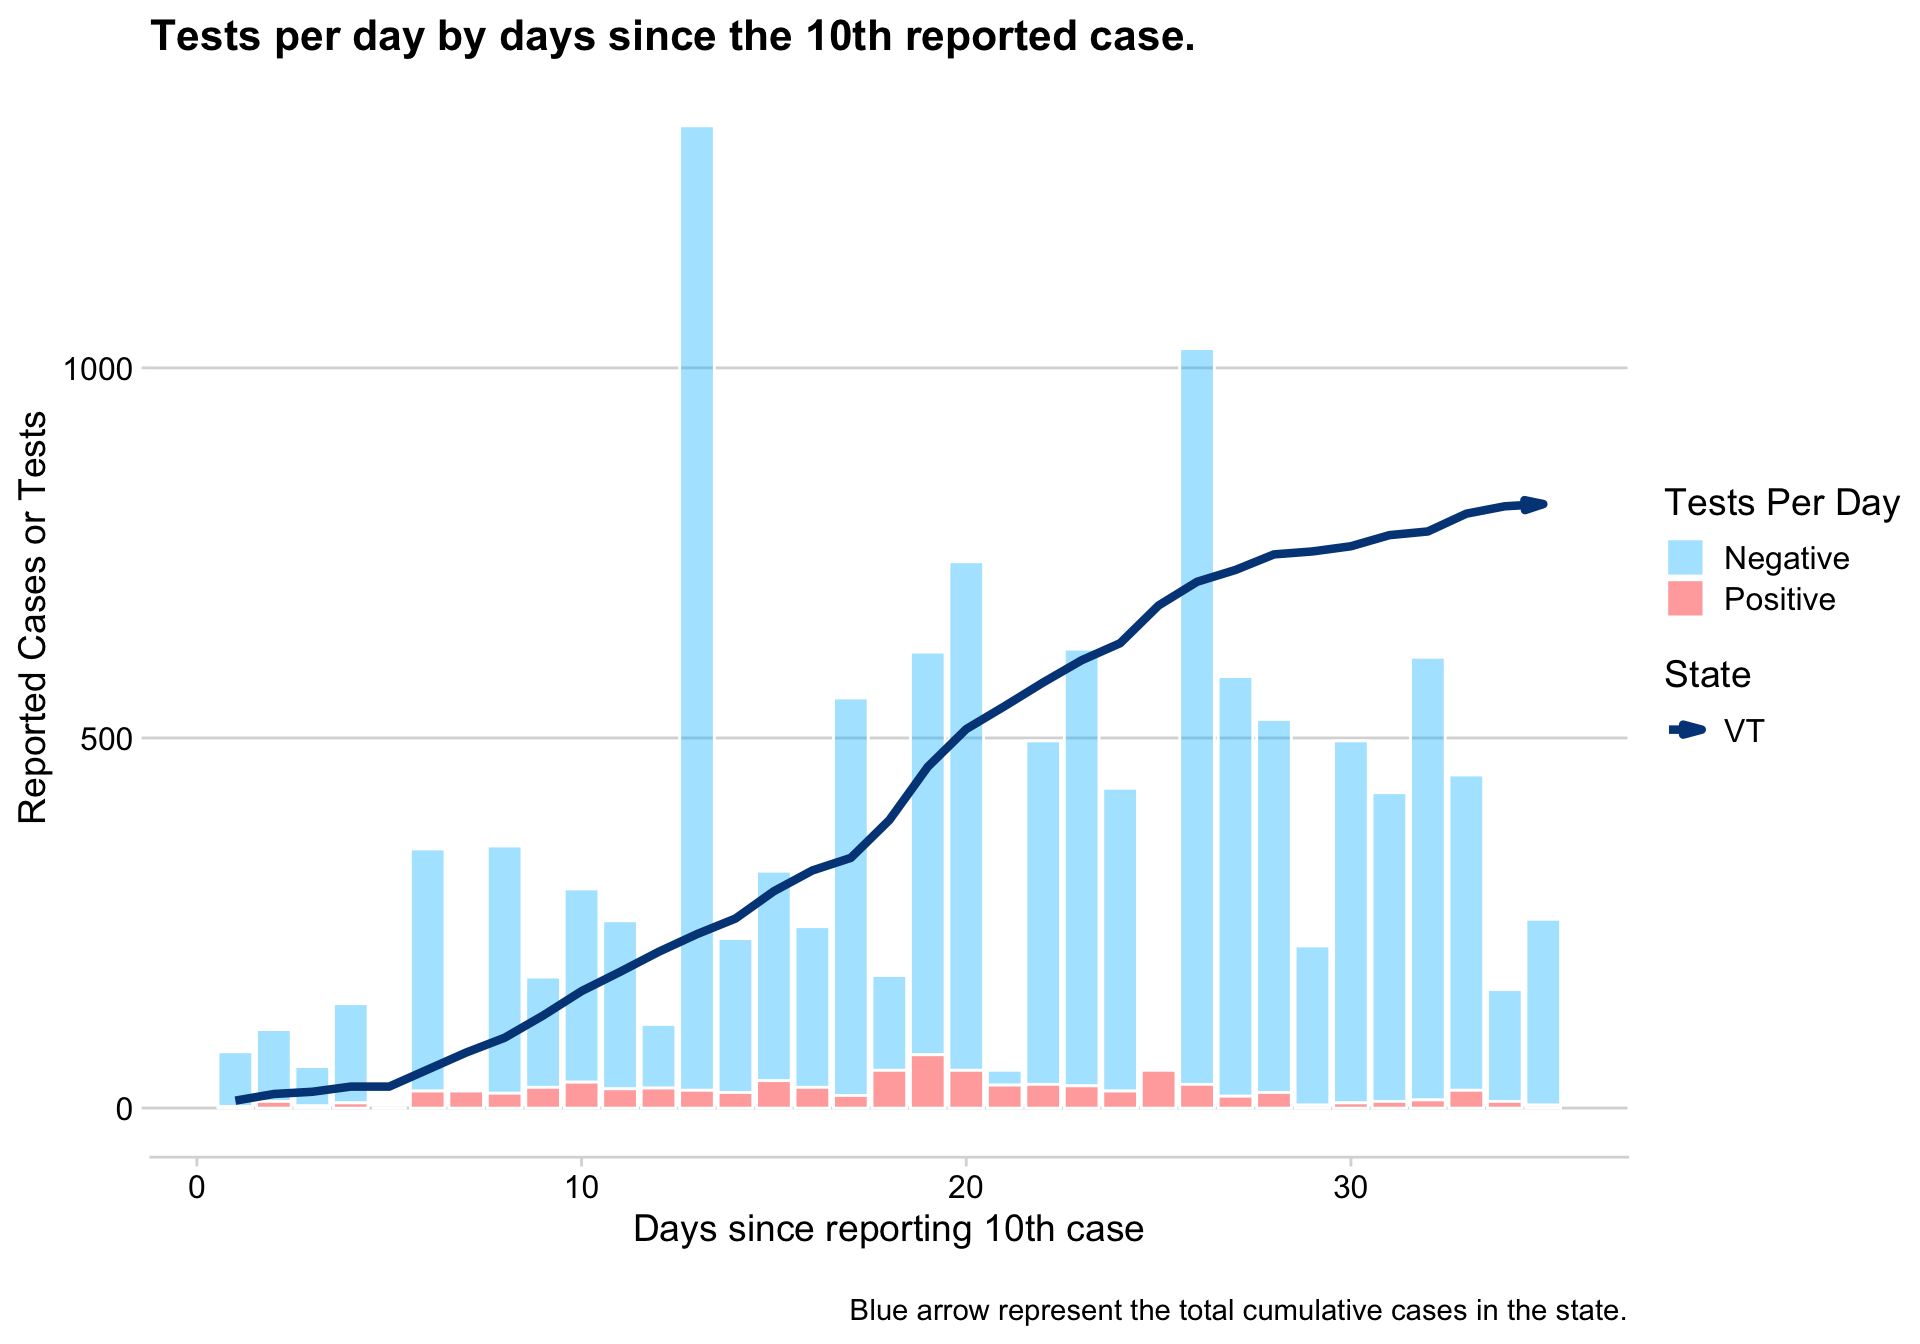 Tests per day by days since the 10th reported case.
Reported Cases or Tests
1000
500
0
0 10 20 30
Days since reporting 10th case
Tests Per Day
Negative
Positive
State
VT
Blue arrow represent the total cumulative cases in the state.